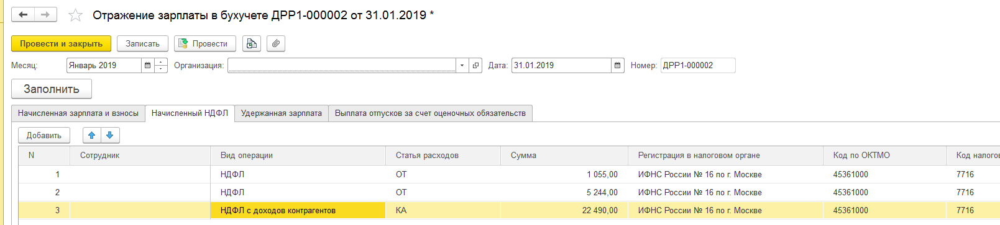 Отражение зарплаты в бухучете ДРР1-000002 от 31.01.2019 *
Провести и закрыть Записать Провести
Месяц: Январь 2019 Организация: Дата: 31.01.2019 Номер: ДРР1-000002
Заполнить
Начисленная зарплата и взносы Начисленный НДФЛ Удержанная зарплата Выплата отпусков за счет оценочных обязательств
Добавить
N Сотрудник Вид операции Статья расходов Сумма Регистрация в налоговом органе Код по ОКТМО Код налогов
1 НДФЛ ОТ 1 055,00 ИФНС России № 16 по г. Москве 45361000 7716
2 НДФЛ ОТ 5 244,00 ИФНС России № 16 по г. Москве 45361000 7716
3 НДФЛ с доходов контрагентов КА 22 490,00 ИФНС России № 16 по г. Москве 45361000 7716